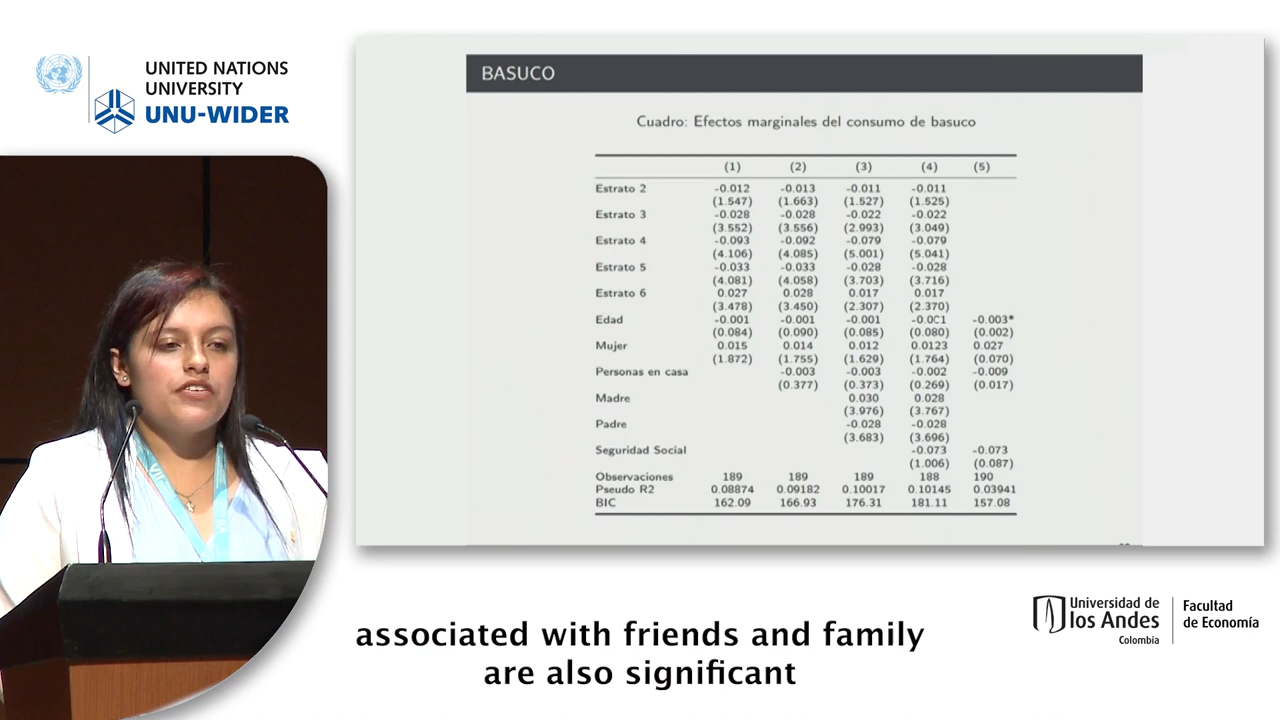 UNITED NATIONS
UNIVERSITY
UNU-WIDER
BASUCO
Cuadro: Efectos marginales del consumo de basuco
(1) (2) (3) (4) (5)
Estrato 2 -0.012 -0.013 -0.011 -0.011
(1.547) (1.663) (1.527) (1.525)
Estrato 3 -0.028 -0.028 -0.022 -0.022
(3.552) (3.556) (2.993) (3.049)
Estrato 4 -0.093 -0.092 -0.079 -0.079
(4.106) (4.085) (5.001) (5.041)
Estrato 5 -0.033 -0.033 -0.028 -0.028
(4.081) (4.058) (3.703) (3.716)
Estrato 6 0.027 0.028 0.017 0.017
(3.478) (3.450) (2.307) (2.370)
Edad -0.001 -0.001 -0.001 -0.001 -0.003*
(0.084) (0.090) (0.085) (0.080) (0.002)
Mujer 0.015 0.014 0.012 0.0123 0.027
(1.872) (1.755) (1.629) (1.764) (0.070)
Personas en casa -0.003 -0.003 -0.002 -0.009
(0.377) (0.373) (0.269) (0.017)
Madre 0.030 0.028
(3.976) (3.767)
Padre -0.028 -0.028
(3.683) (3.696)
Seguridad Social -0.073 -0.073
(1.006) (0.087)
Observaciones 189 189 189 188 190
Pseudo R2 0.08874 0.09182 0.10017 0.10145 0.03941
BIC 162.09 166.93 176.31 181.11 157.08
associated with friends and family
are also significant
Universidad de
los Andes
Colombia
Facultad
de Economía